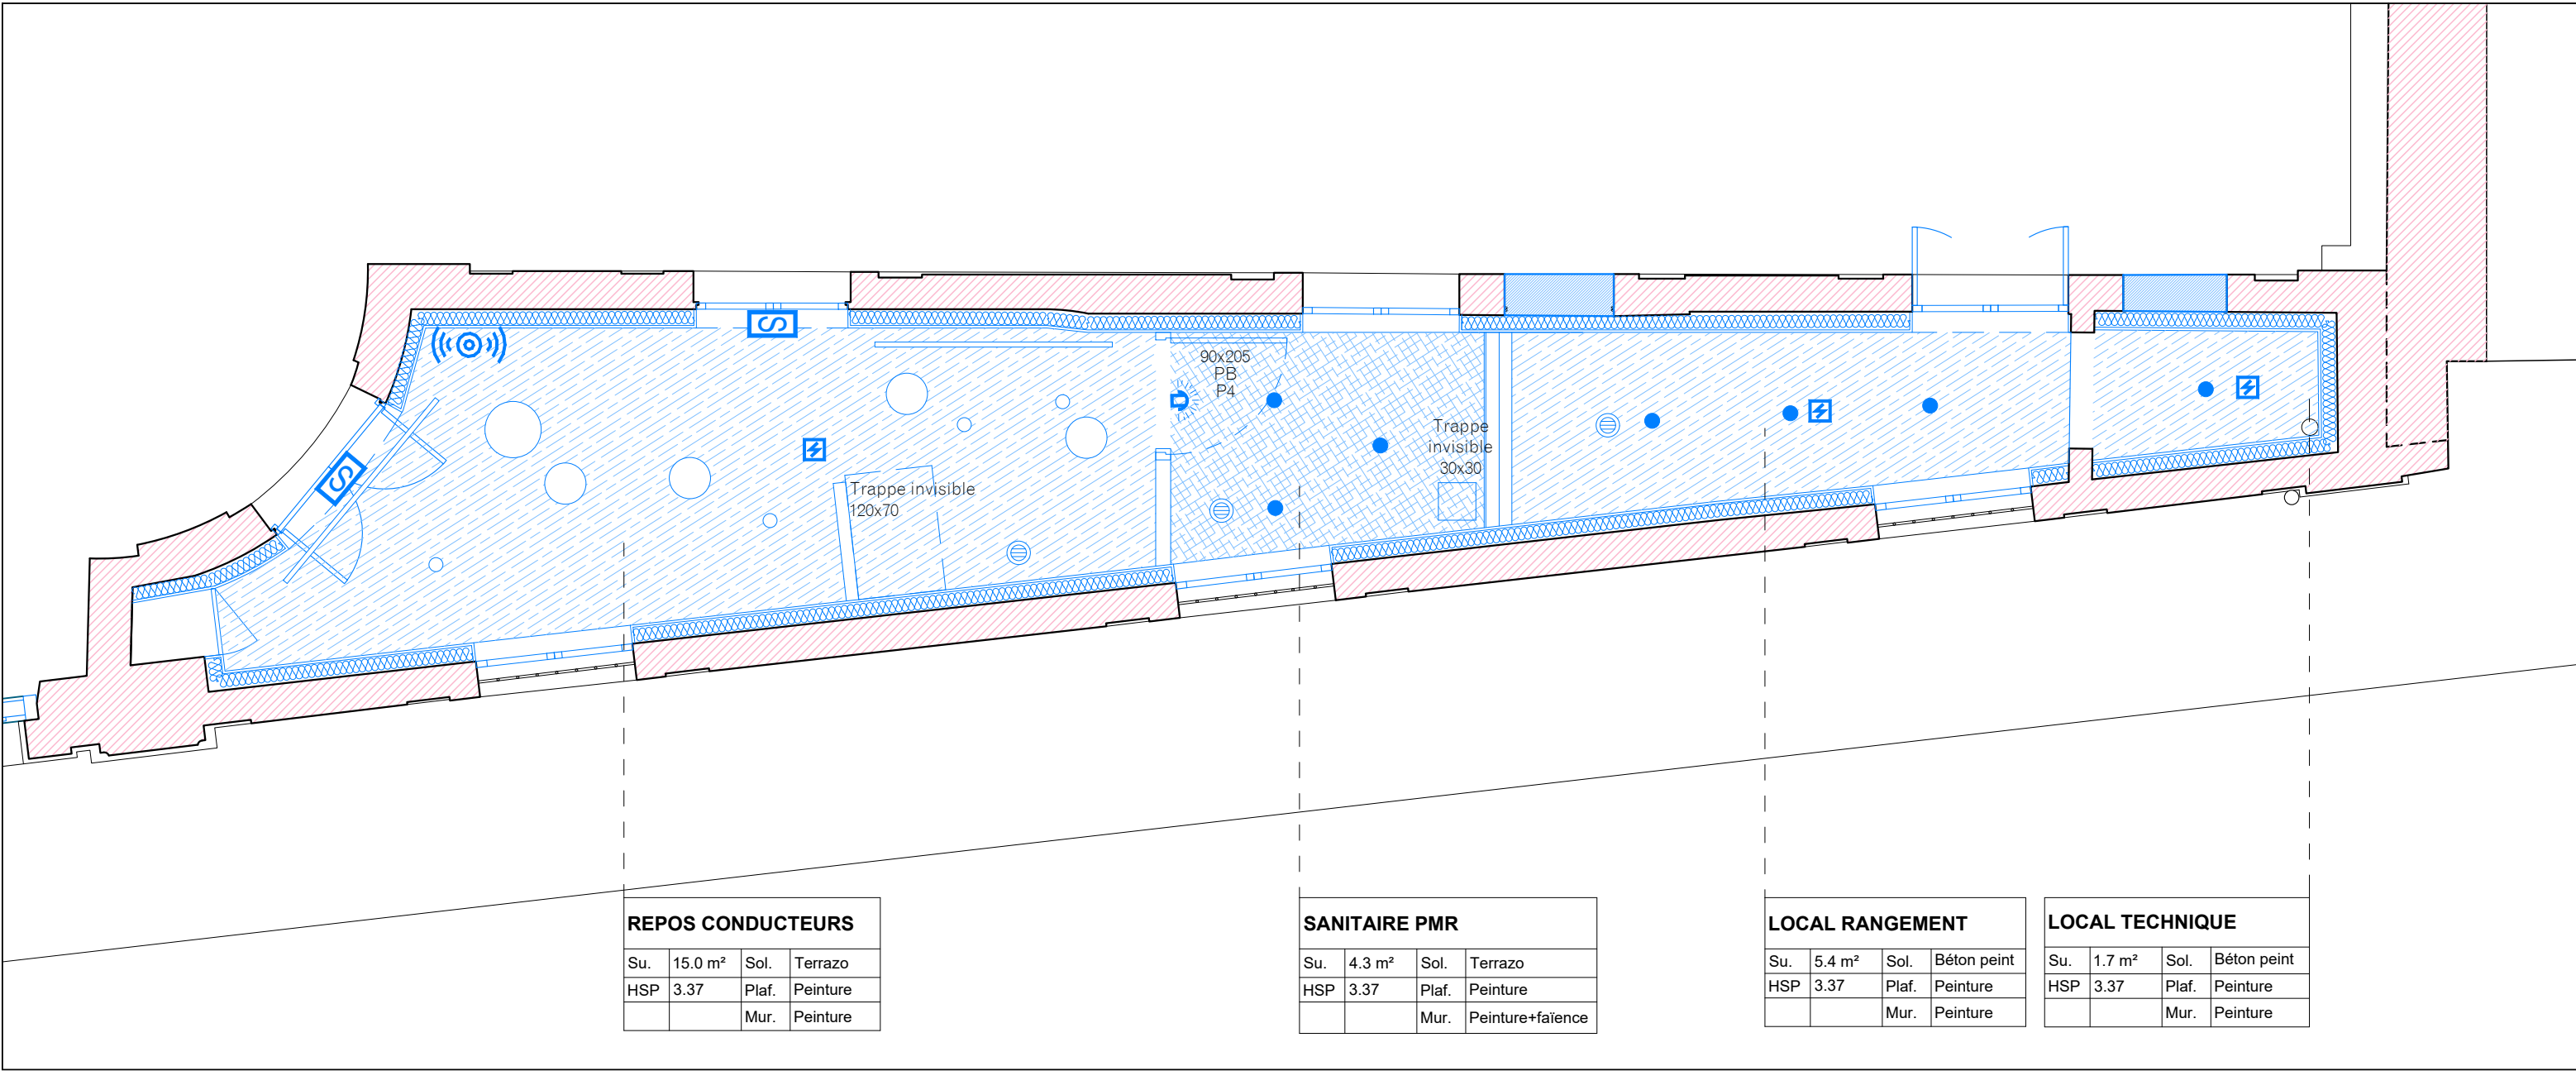 90x205
PB
P4
Trappe
invisible
30x30
Trappe invisible
120x70
REPOS CONDUCTEURS
Su. 15.0 m² Sol. Terrazo
HSP 3.37 Plaf. Peinture
Mur. Peinture
SANITAIRE PMR
Su. 4.3 m² Sol. Terrazo
HSP 3.37 Plaf. Peinture
Mur. Peinture+faïence
LOCAL RANGEMENT
Su. 5.4 m² Sol. Béton peint
HSP 3.37 Plaf. Peinture
Mur. Peinture
LOCAL TECHNIQUE
Su. 1.7 m² Sol. Béton peint
HSP 3.37 Plaf. Peinture
Mur. Peinture